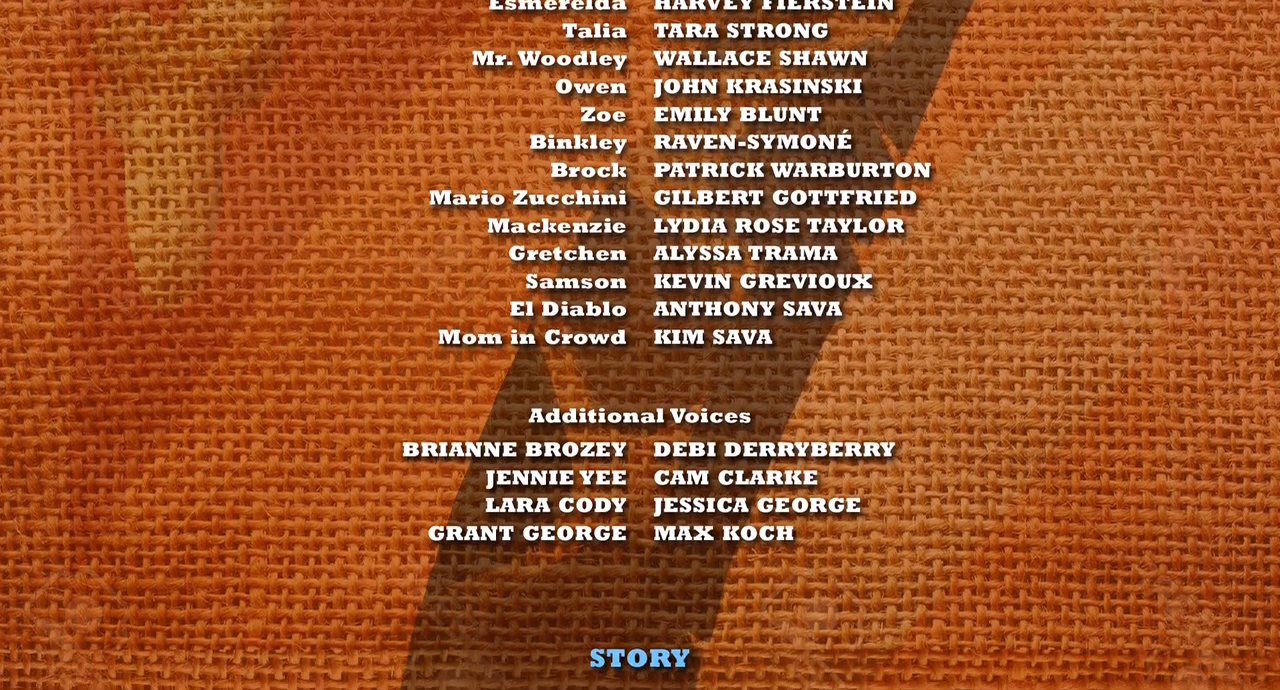 Esmerelda HARVEY FIERSTEIN
Talia TARA STRONG
Mr. Woodley WALLACE SHAWN
Owen JOHN KRASINSKI
Zoe EMILY BLUNT
Binkley RAVEN-SYMONÉ
Brock PATRICK WARBURTON
Mario Zucchini GILBERT GOTTFRIED
Mackenzie LYDIA ROSE TAYLOR
Gretchen ALYSSA TRAMA
Samson KEVIN GREVIOUX
El Diablo ANTHONY SAVA
Mom in Crowd KIM SAVA
Additional Voices
BRIANNE BROZEY DEBI DERRYBERRY
JENNIE YEE CAM CLARKE
LARA CODY JESSICA GEORGE
GRANT GEORGE MAX KOCH
STORY